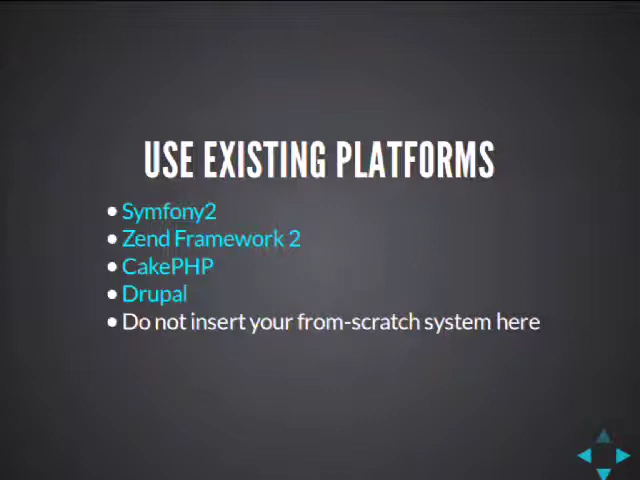 USE EXISTING PLATFORMS
• Symfony2
• Zend Framework 2
• CakePHP
• Drupal
• Do not insert your from-scratch system here